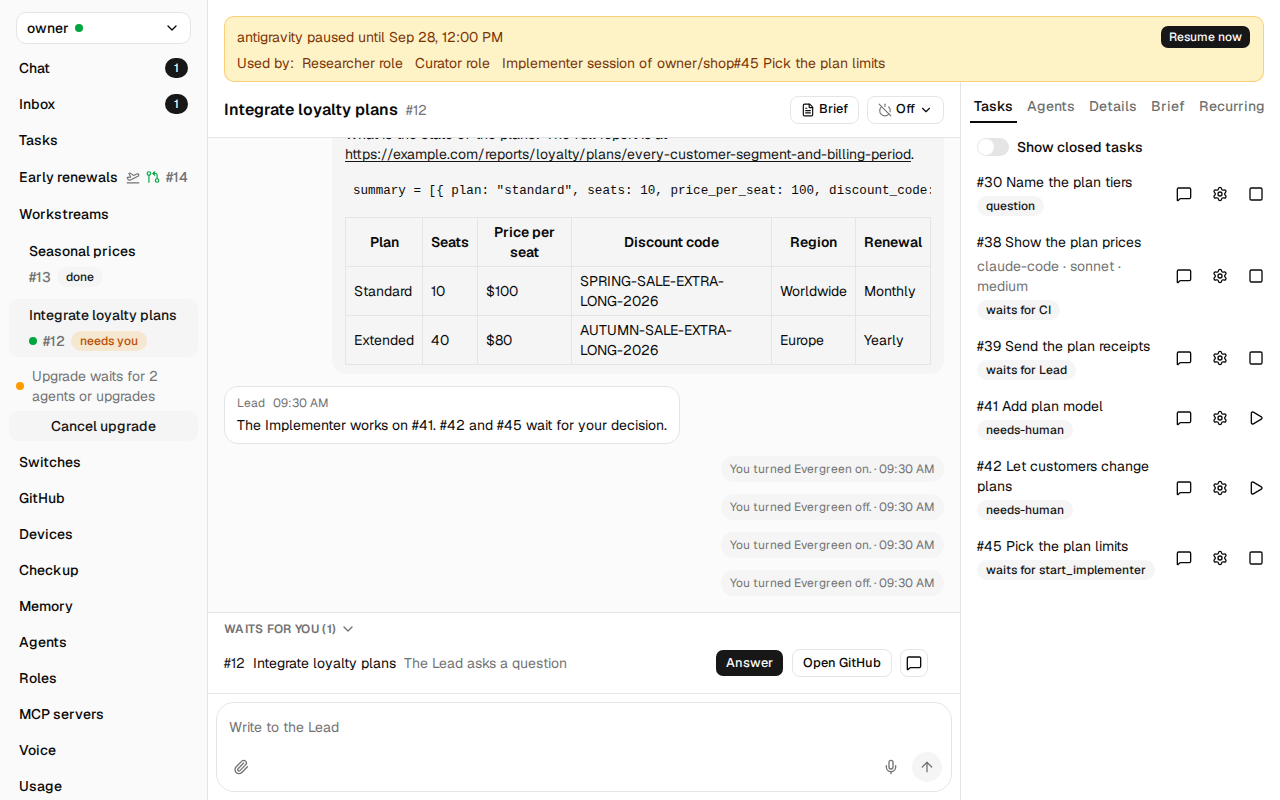 owner
Chat 1
Inbox 1
Tasks
Early renewals #14
Workstreams
Seasonal prices
#13 done
Integrate loyalty plans
#12 needs you
Upgrade waits for 2
agents or upgrades
Cancel upgrade
Switches
GitHub
Devices
Checkup
Memory
Agents
Roles
MCP servers
Voice
Usage
antigravity paused until Sep 28, 12:00 PM
Resume now
Used by: Researcher role Curator role Implementer session of owner/shop#45 Pick the plan limits
Integrate loyalty plans #12
Brief
Off
https://example.com/reports/loyalty/plans/every-customer-segment-and-billing-period.
summary = [{ plan: "standard", seats: 10, price_per_seat: 100, discount_code:
Plan Seats Price per seat Discount code Region Renewal
Standard 10 $100 SPRING-SALE-EXTRA-LONG-2026 Worldwide Monthly
Extended 40 $80 AUTUMN-SALE-EXTRA-LONG-2026 Europe Yearly
Lead 09:30 AM
The Implementer works on #41. #42 and #45 wait for your decision.
You turned Evergreen on. · 09:30 AM
You turned Evergreen off. · 09:30 AM
You turned Evergreen on. · 09:30 AM
You turned Evergreen off. · 09:30 AM
WAITS FOR YOU (1)
#12 Integrate loyalty plans The Lead asks a question
Answer
Open GitHub
Write to the Lead
Tasks Agents Details Brief Recurring
Show closed tasks
#30 Name the plan tiers
question
#38 Show the plan prices
claude-code · sonnet ·
medium
waits for CI
#39 Send the plan receipts
waits for Lead
#41 Add plan model
needs-human
#42 Let customers change
plans
needs-human
#45 Pick the plan limits
waits for start_implementer